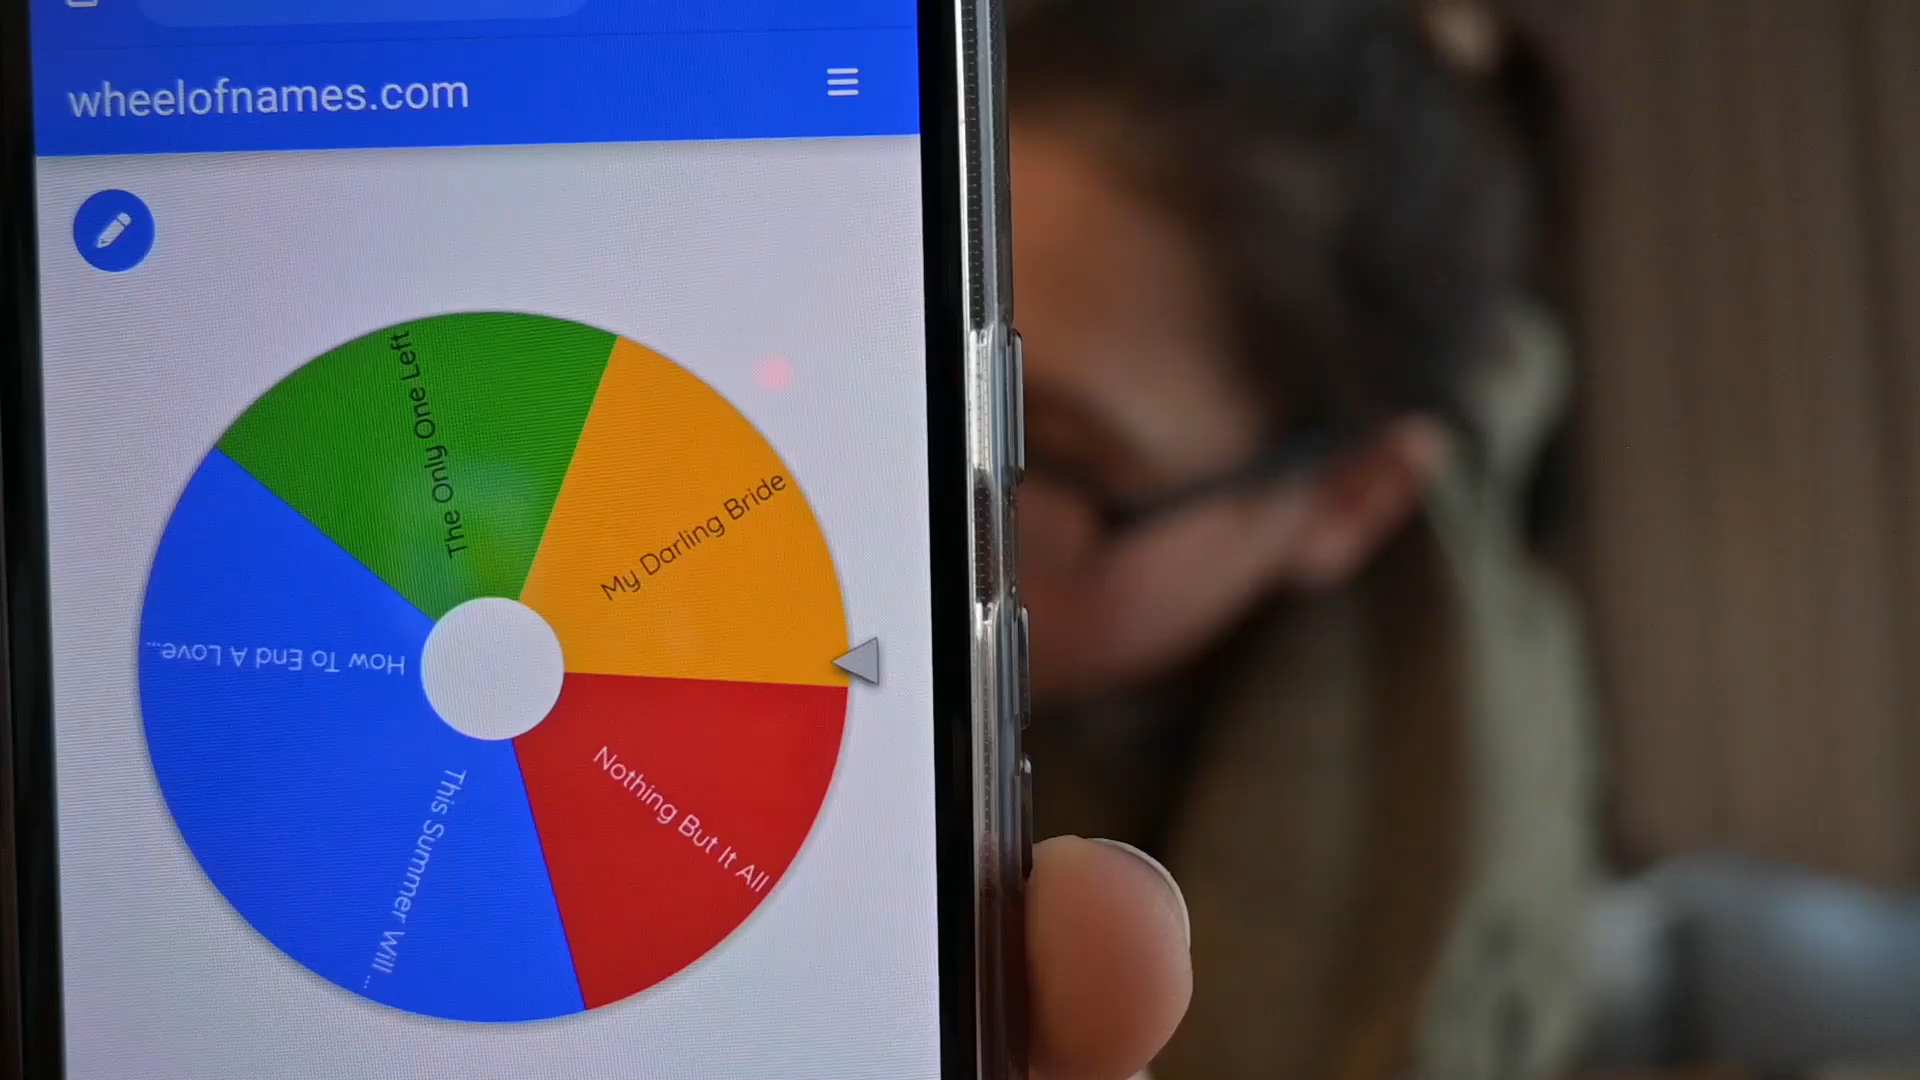 wheelofnames.com
The Only One Left
My Darling Bride
How To End A Love...
Nothing But It All
This Summer Will ...